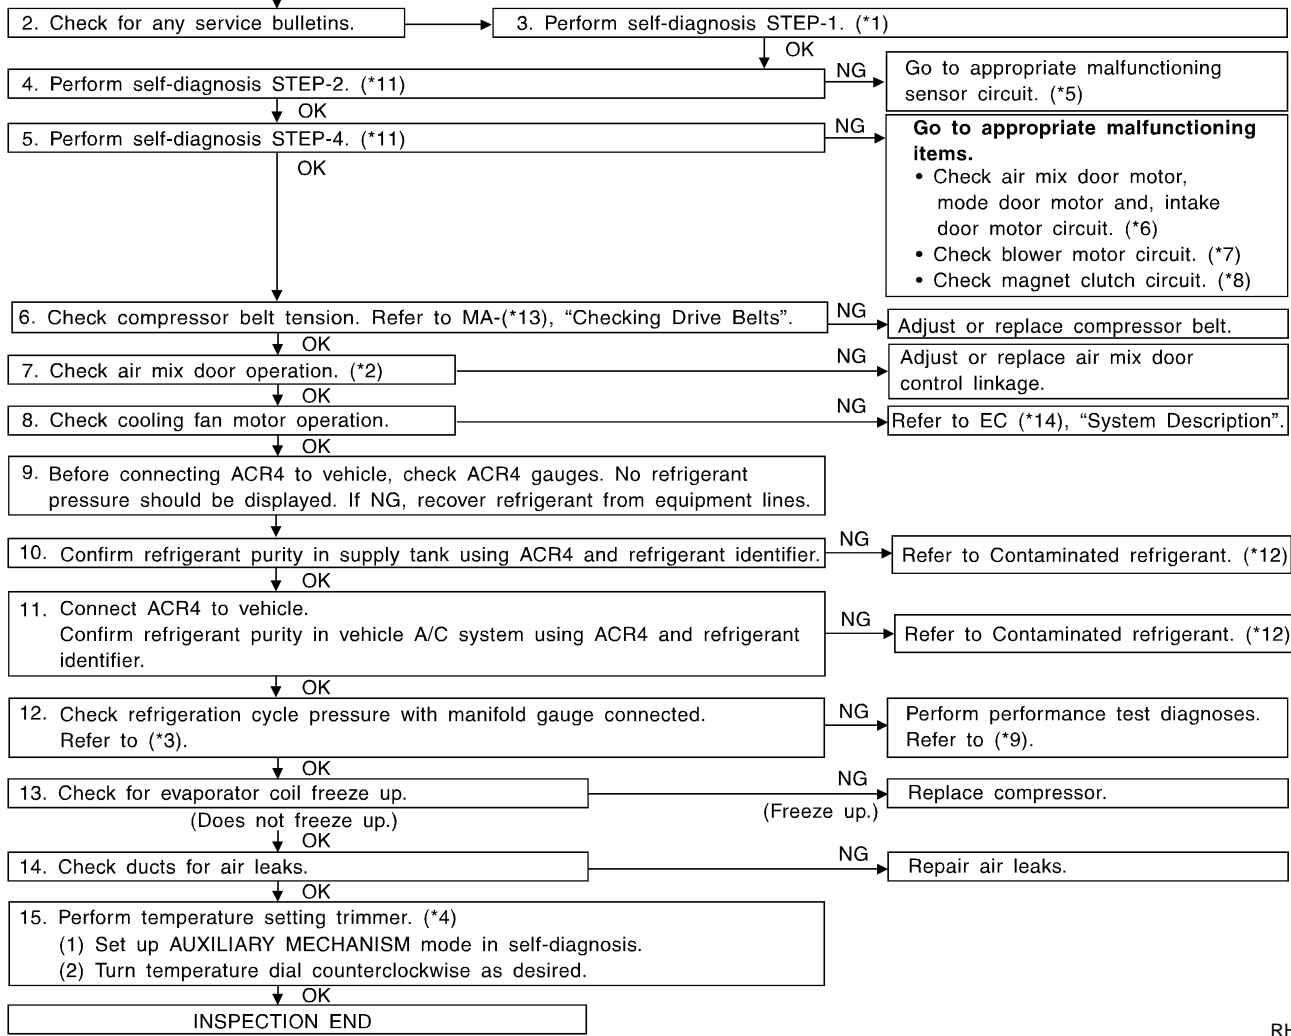 2. Check for any service bulletins.
3. Perform self-diagnosis STEP-1. (*1)
OK
4. Perform self-diagnosis STEP-2. (*11)
NG
Go to appropriate malfunctioning
sensor circuit. (*5)
OK
5. Perform self-diagnosis STEP-4. (*11)
NG
Go to appropriate malfunctioning
items.
• Check air mix door motor,
mode door motor and, intake
door motor circuit. (*6)
• Check blower motor circuit. (*7)
• Check magnet clutch circuit. (*8)
OK
6. Check compressor belt tension. Refer to MA-(*13), “Checking Drive Belts”.
NG
Adjust or replace compressor belt.
OK
7. Check air mix door operation. (*2)
NG
Adjust or replace air mix door
control linkage.
OK
8. Check cooling fan motor operation.
NG
Refer to EC (*14), “System Description”.
OK
9. Before connecting ACR4 to vehicle, check ACR4 gauges. No refrigerant
pressure should be displayed. If NG, recover refrigerant from equipment lines.
10. Confirm refrigerant purity in supply tank using ACR4 and refrigerant identifier.
NG
Refer to Contaminated refrigerant. (*12)
OK
11. Connect ACR4 to vehicle.
Confirm refrigerant purity in vehicle A/C system using ACR4 and refrigerant
identifier.
NG
Refer to Contaminated refrigerant. (*12)
OK
12. Check refrigeration cycle pressure with manifold gauge connected.
Refer to (*3).
NG
Perform performance test diagnoses.
Refer to (*9).
OK
13. Check for evaporator coil freeze up.
NG
(Freeze up.)
Replace compressor.
(Does not freeze up.)
OK
14. Check ducts for air leaks.
NG
Repair air leaks.
OK
15. Perform temperature setting trimmer. (*4)
(1) Set up AUXILIARY MECHANISM mode in self-diagnosis.
(2) Turn temperature dial counterclockwise as desired.
OK
INSPECTION END